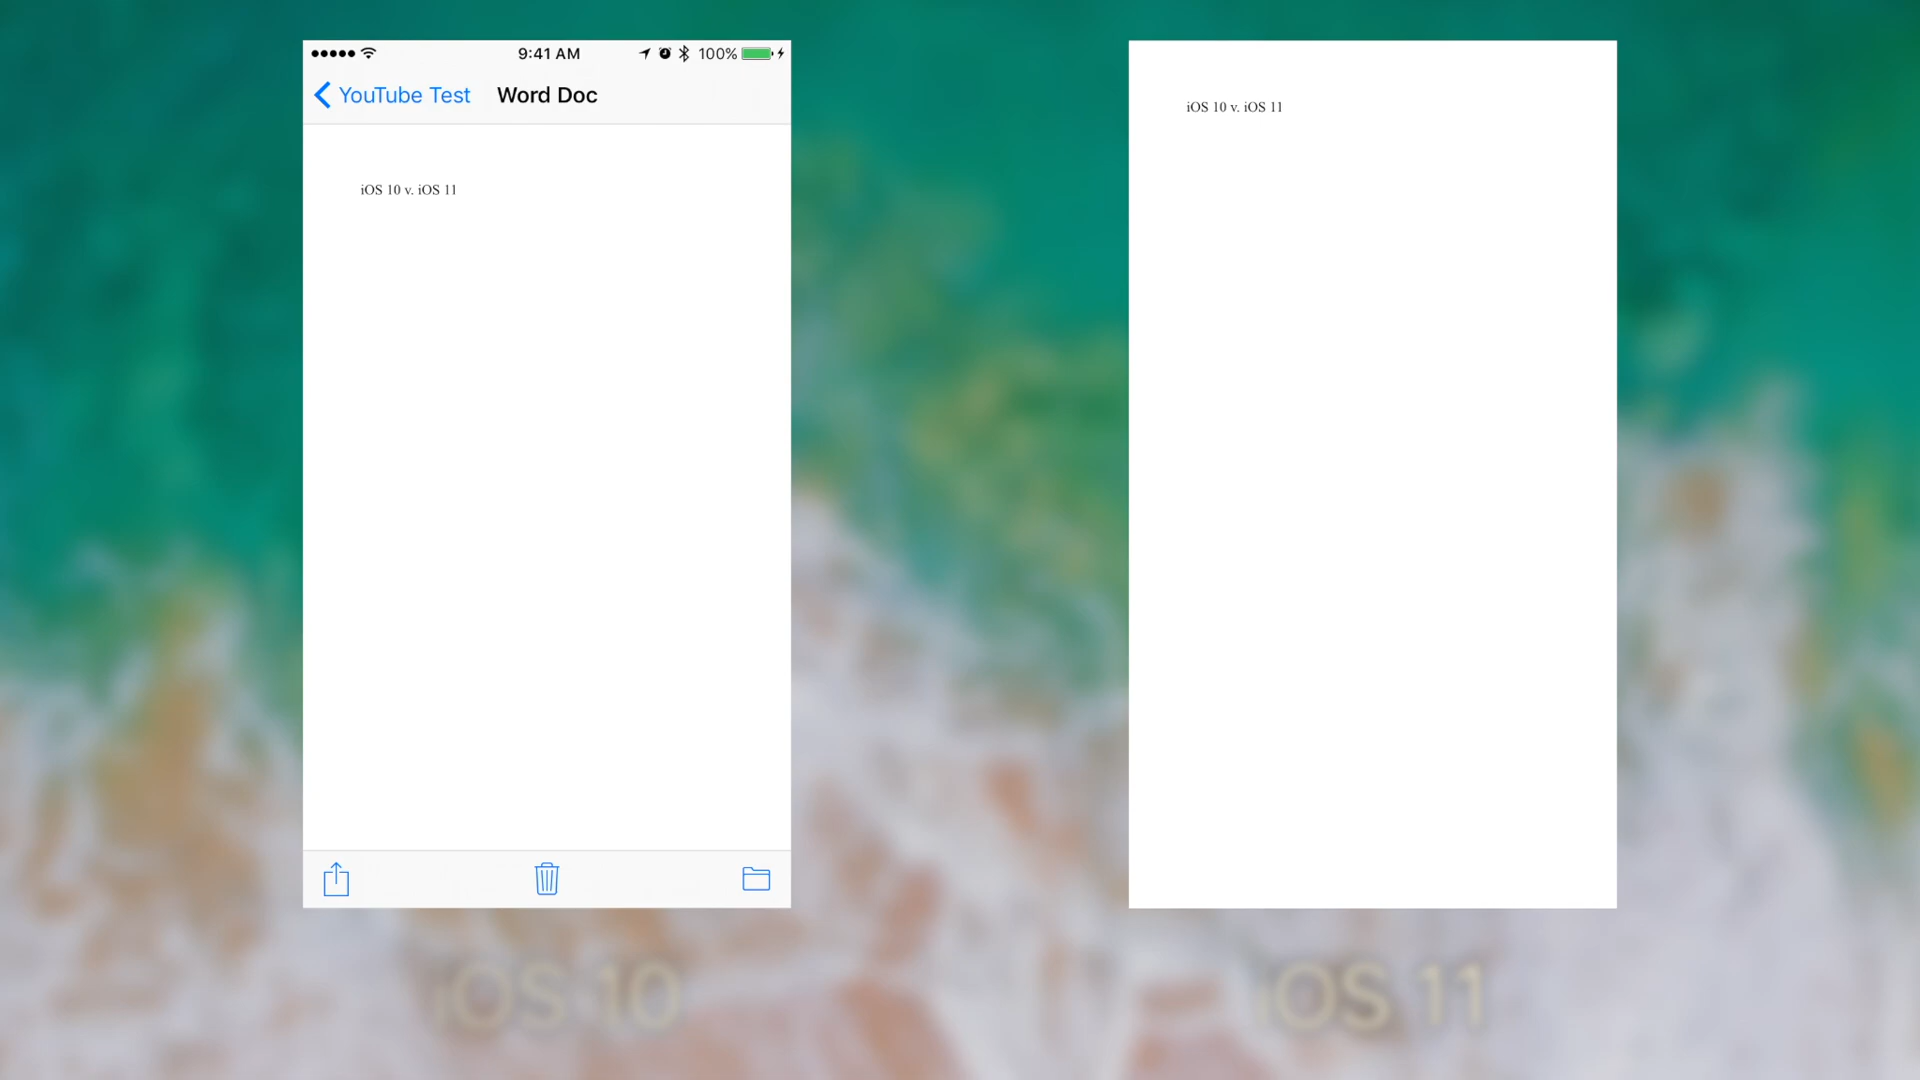 9:41 AM 100%
YouTube Test Word Doc
iOS 10 v. iOS 11
iOS 10 v. iOS 11
iOS 10 iOS 11